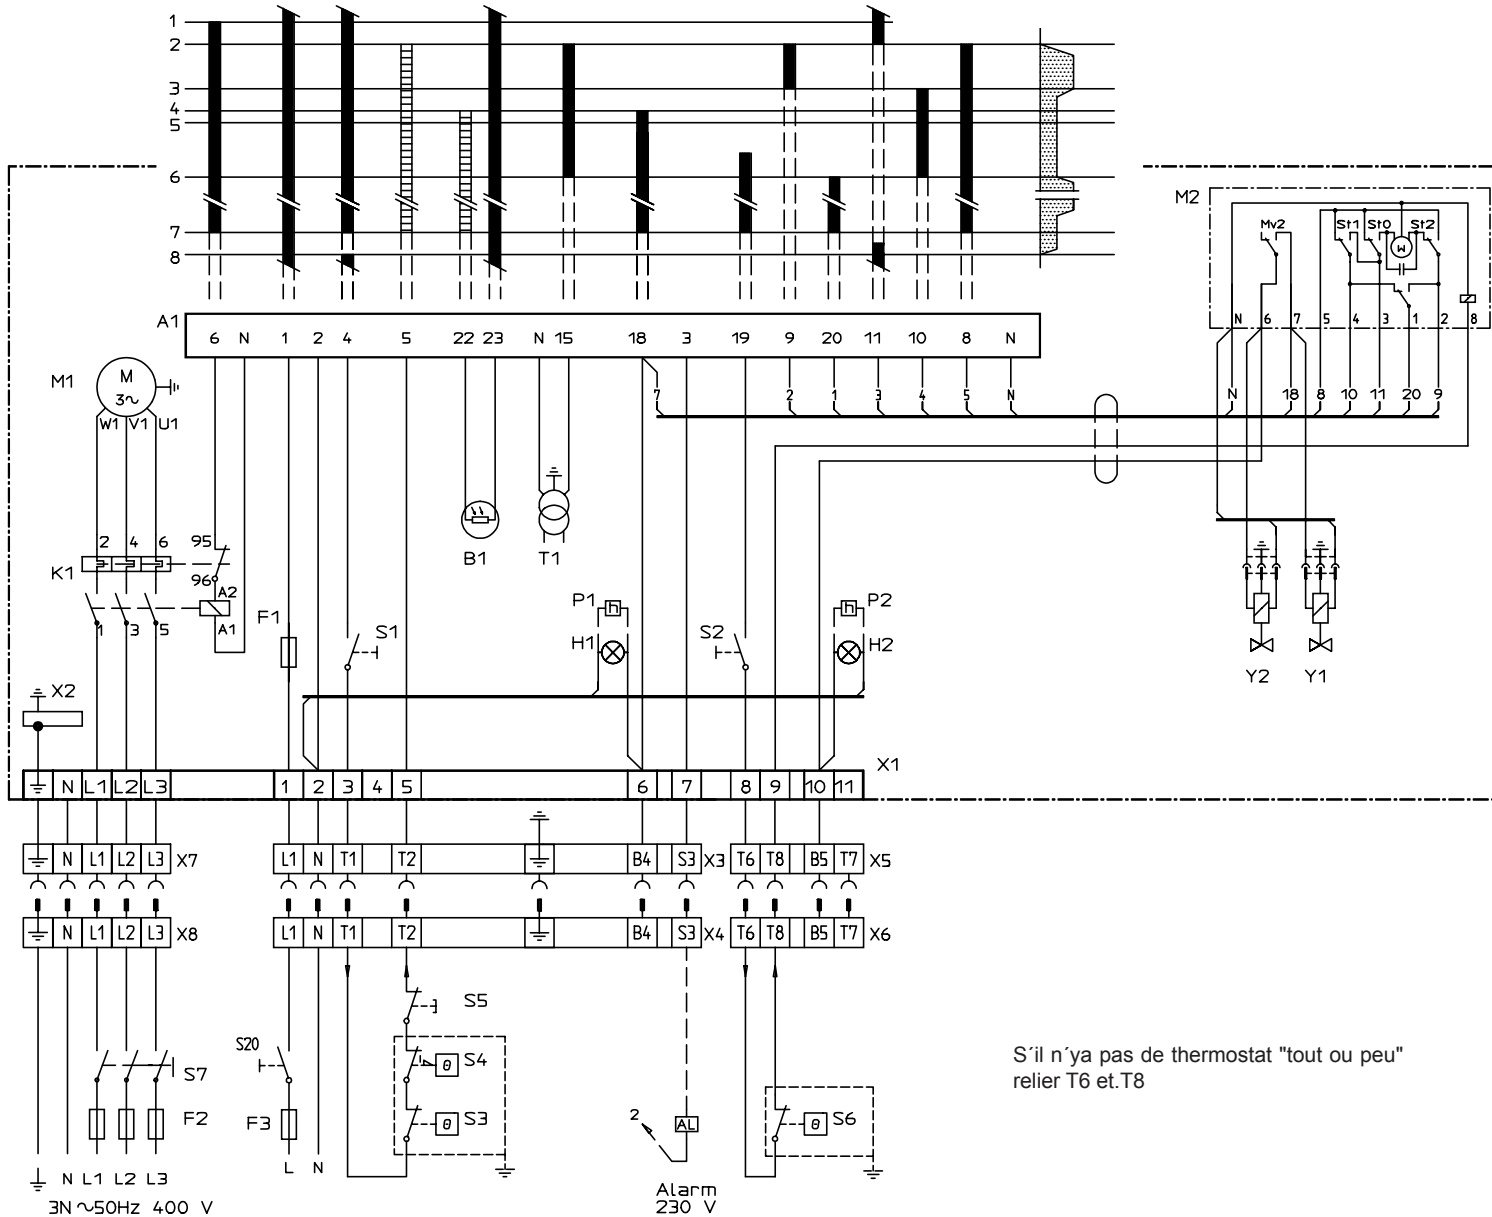 1
2
3
4
5
6
7
8
A1
6 N 1 2 4 5 22 23 N 15 18 3 19 9 20 11 10 8 N
M2
Mv2 St1 St0 St2
M
N 6 7 5 4 3 1 2 8
N 18 8 10 11 20 9
7 2 1 3 4 5 N
M1
M
3~
W1 V1 U1
2 4 6 95
K1
96
A2
A1
1 3 5
B1 T1
F1 S1 P1 h H1 S2 h P2 H2
Y2 Y1
X2
N L1 L2 L3 1 2 3 4 5 6 7 8 9 10 11 X1
N L1 L2 L3 X7 L1 N T1 T2 B4 S3 X3 T6 T8 B5 T7 X5
N L1 L2 L3 X8 L1 N T1 T2 B4 S3 X4 T6 T8 B5 T7 X6
S5
S20
S7 θ S4
F2 F3 θ S3 2 AL θ S6
L N
N L1 L2 L3
3N ~50Hz 400 V
Alarm
230 V
S´il n´ya pas de thermostat "tout ou peu"
relier T6 et.T8